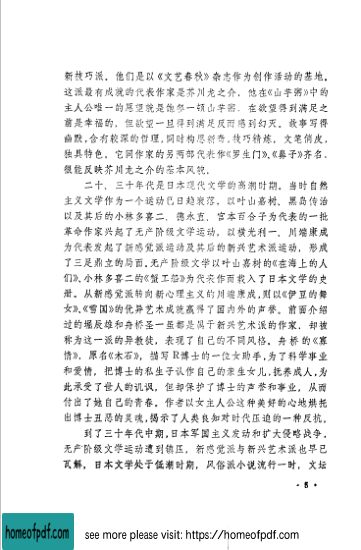 新技巧派。他们是以《文艺春秋》杂志作为创作活动的基地。
这派最有成就的代表作家是芥川龙之介，他在《山芋粥》中的
主人公唯一的愿望就是饱餐一顿山芋粥，在欲望得到满足之
前是幸福的，但欲望一旦得到满足反而感到幻灭。故事写得
幽默，含有较深的哲理，同时构思新奇，技巧精练，文笔俏皮，
独具特色，它同作家的另两部代表作《罗生门》、《鼻子》齐名，
很能反映芥川龙之介的基本风貌。
二十、三十年代是日本现代文学的高潮时期。当时自然
主义文学作为一个运动已日趋衰落。以叶山嘉树、黑岛传治
以及其后的小林多喜二、德永直、宫本百合子为代表的一批
革命作家兴起了无产阶级文学运动，以横光利一、川端康成
为代表发起了新感觉派运动及其后的新兴艺术派运动，形成
了三足鼎立的局面。无产阶级文学以叶山嘉树的《在海上的人
们》、小林多喜二的《蟹工船》为代表作而载入了日本文学的史
册。从新感觉派转向新心理主义的川端康成，则以《伊豆的舞
女》、《雪国》的优异艺术成就赢得了国内外的声誉。前面介绍
过的堀辰雄和舟桥圣一虽都是属于新兴艺术派的作家，却被
称为这一派的异教徒，表现了自己的不同风格。舟桥的《慕
情》，原名《木石》，描写R博士的一位女助手，为了科学事业
和爱情，把博士的私生子认作自己的亲生女儿，抚养成人，为
此承受了世人的讥讽，但却保护了博士的声誉和事业，从而
付出了她自己的青春。作者以女主人公这种美好的心地烘托
出博士丑恶的灵魂，揭示了人类良知对时代压迫的一种反抗。
到了三十年代中期，日本军国主义发动和扩大侵略战争，
无产阶级文学运动遭到镇压，新感觉派与新兴艺术派也早已
瓦解。日本文学处于低潮时期，风俗派小说流行一时，文坛
· 5 ·
homeofpdf.com
see more please visit: https://homeofpdf.com